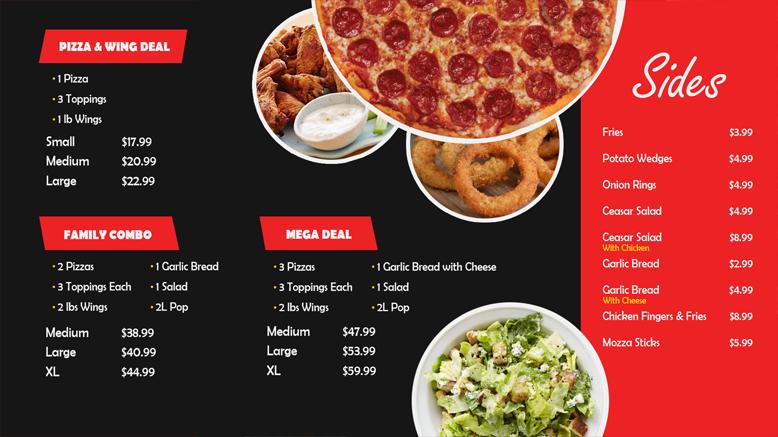 PIZZA & WING DEAL
• 1 Pizza
• 3 Toppings
• 1 lb Wings
Small $17.99
Medium $20.99
Large $22.99
FAMILY COMBO
• 2 Pizzas • 1 Garlic Bread
• 3 Toppings Each • 1 Salad
• 2 lbs Wings • 2L Pop
Medium $38.99
Large $40.99
XL $44.99
MEGA DEAL
• 3 Pizzas • 1 Garlic Bread with Cheese
• 3 Toppings Each • 1 Salad
• 2 lbs Wings • 2L Pop
Medium $47.99
Large $53.99
XL $59.99
Sides
Fries $3.99
Potato Wedges $4.99
Onion Rings $4.99
Ceasar Salad $4.99
Ceasar Salad $8.99
With Chicken
Garlic Bread $2.99
Garlic Bread $4.99
With Cheese
Chicken Fingers & Fries $8.99
Mozza Sticks $5.99